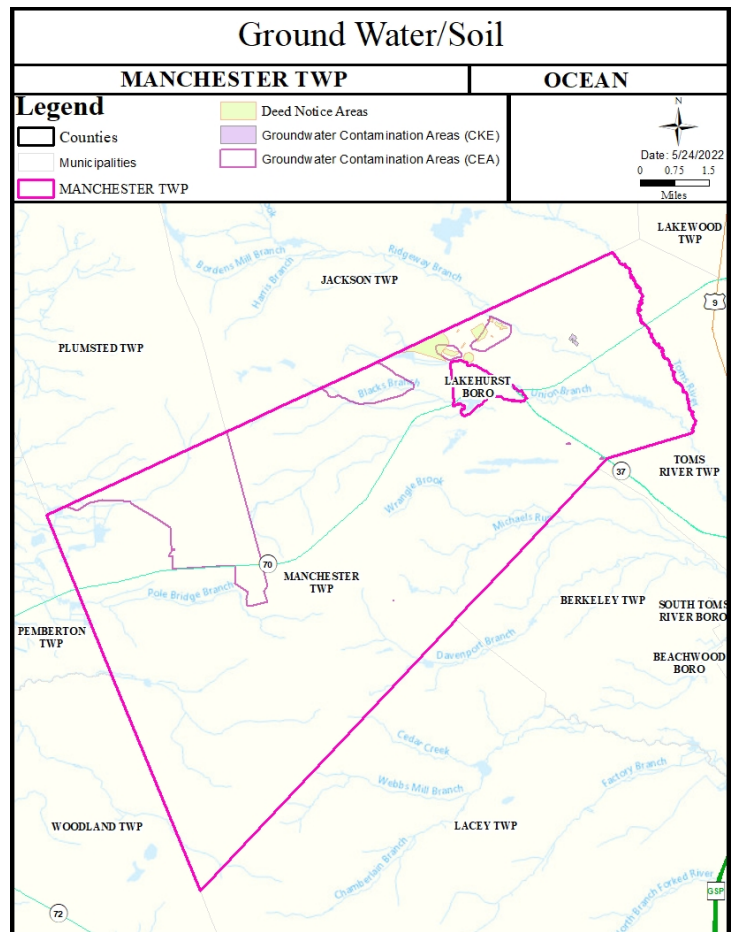 Ground Water/Soil
MANCHESTER TWP
OCEAN
Legend
Counties
Municipalities
MANCHESTER TWP
Deed Notice Areas
Groundwater Contamination Areas (CKE)
Groundwater Contamination Areas (CEA)
N
Date: 5/24/2022
0 0.75 1.5
Miles
LAKEWOOD
TWP
Ridgeway Branch
Bordens Mill Branch
Harris Branch
JACKSON TWP
9
PLUMSTED TWP
Toms River
LAKEHURST
BORO
Blacks Branch
Union Branch
TOMS
RIVER TWP
37
Wrangle Brook
Michaels Run
70
MANCHESTER
TWP
Pole Bridge Branch
BERKELEY TWP
SOUTH TOMS
RIVER BORO
PEMBERTON
TWP
Davenport Branch
BEACHWOOD
BORO
Cedar Creek
Factory Branch
Webbs Mill Branch
WOODLAND TWP
LACEY TWP
Chamberlain Branch
North Branch Forked River
GSP
72